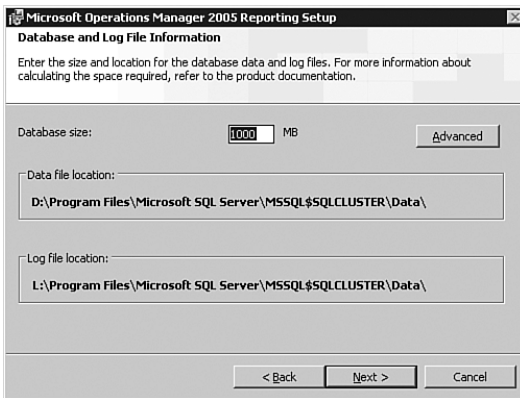 Microsoft Operations Manager 2005 Reporting Setup
Database and Log File Information
Enter the size and location for the database data and log files. For more information about
calculating the space required, refer to the product documentation.
Database size: 1000 MB Advanced
Data file location:
D:\Program Files\Microsoft SQL Server\MSSQL$SQLCLUSTER\Data\
Log file location:
L:\Program Files\Microsoft SQL Server\MSSQL$SQLCLUSTER\Data\
< Back Next > Cancel